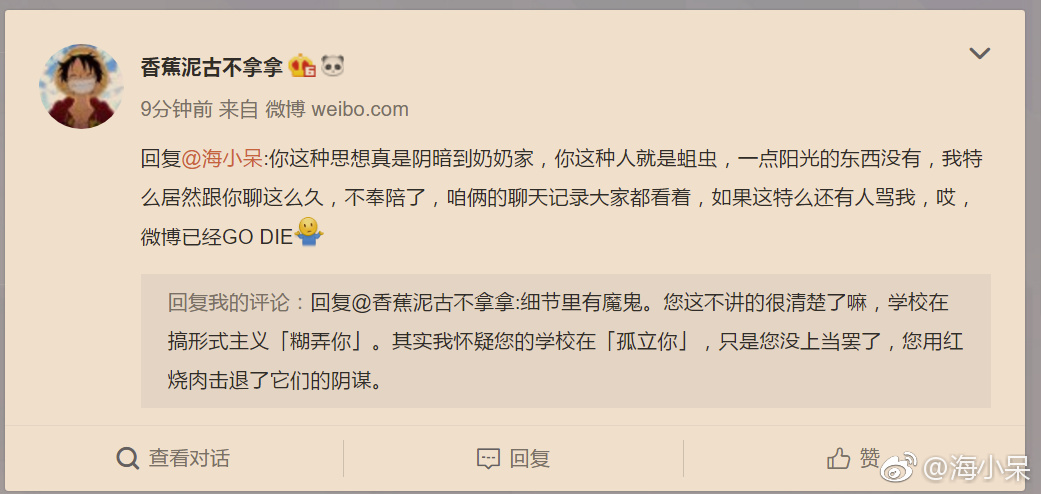 香蕉泥古不拿拿
9分钟前 来自 微博 weibo.com
回复@海小呆:你这种思想真是阴暗到奶奶家，你这种人就是蛆虫，一点阳光的东西没有，我特
么居然跟你聊这么久，不奉陪了，咱俩的聊天记录大家都看着，如果这特么还有人骂我，哎，
微博已经GO DIE
回复我的评论：回复@香蕉泥古不拿拿:细节里有魔鬼。您这不讲的很清楚了嘛，学校在
搞形式主义「糊弄你」。其实我怀疑您的学校在「孤立你」，只是您没上当罢了，您用红
烧肉击退了它们的阴谋。
查看对话 回复 赞
@海小呆